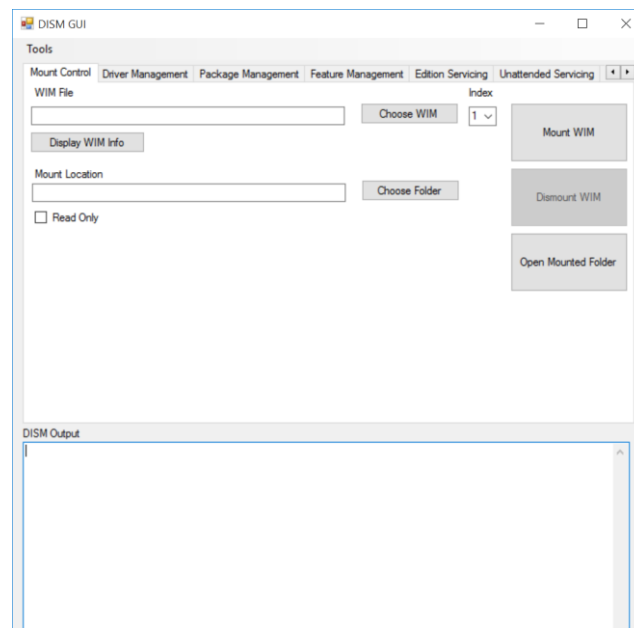 DISM GUI
Tools
Mount Control Driver Management Package Management Feature Management Edition Servicing Unattended Servicing
WIM File Index
Choose WIM 1
Mount WIM
Display WIM Info
Mount Location
Choose Folder Dismount WIM
Read Only
Open Mounted Folder
DISM Output